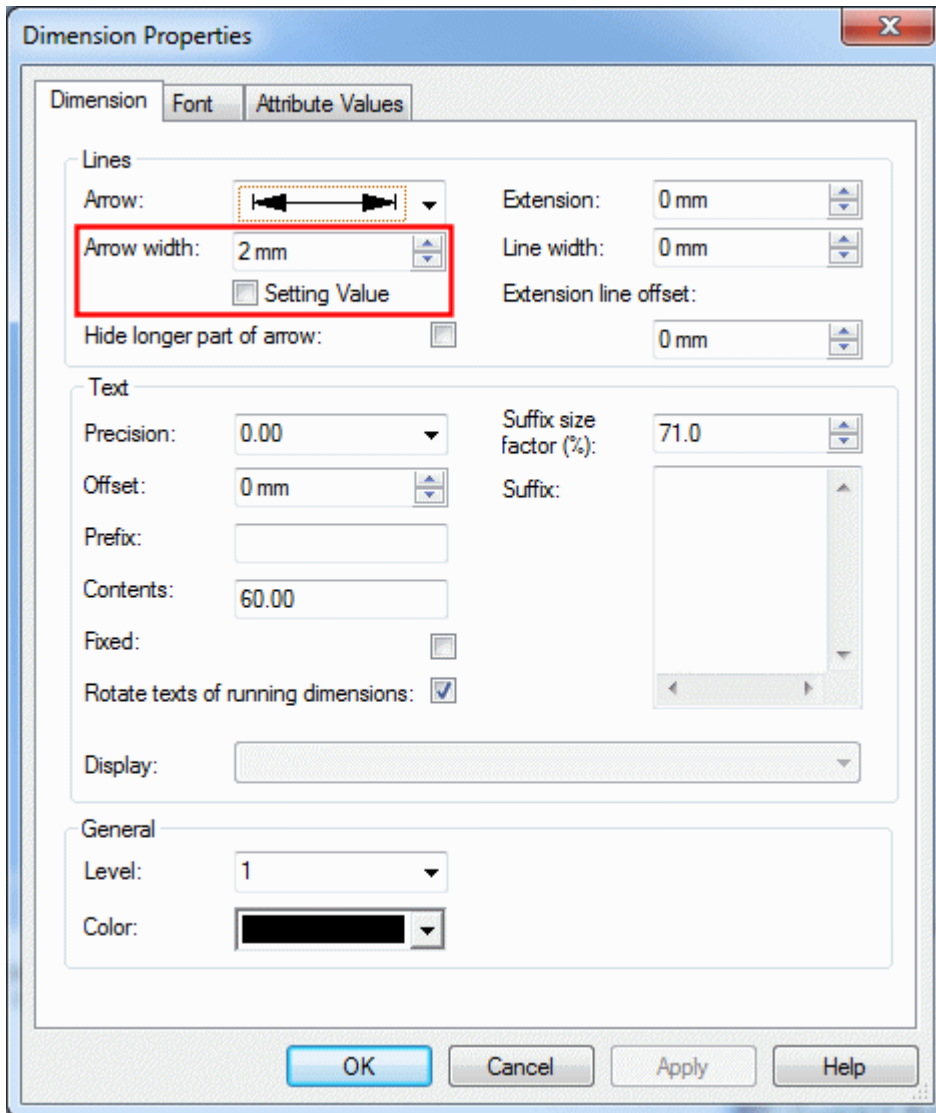 Dimension Properties
Dimension Font Attribute Values
Lines
Arrow: Extension: 0 mm
Arrow width: 2 mm Line width: 0 mm
Setting Value Extension line offset:
Hide longer part of arrow: 0 mm
Text
Precision: 0.00 Suffix size
factor (%): 71.0
Offset: 0 mm Suffix:
Prefix:
Contents: 60.00
Fixed:
Rotate texts of running dimensions:
Display:
General
Level: 1
Color:
OK Cancel Apply Help